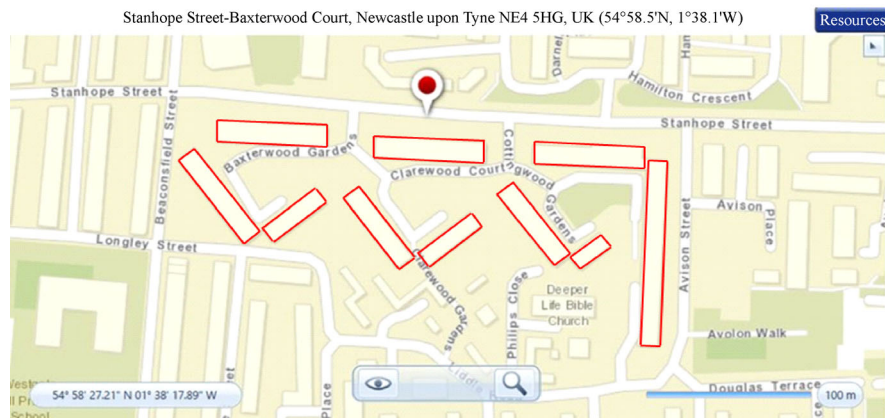 Stanhope Street-Baxterwood Court, Newcastle upon Tyne NE4 5HG, UK (54°58.5'N, 1°38.1'W)
Resources
Stanhope Street
Hamilton Crescent
Stanhope Street
Beaconsfield Street
Baxterwood Gardens
Clarewood Court
Cottingwood Gardens
Avison Place
Avison Street
Longley Street
Clarewood Gardens
Philips Close
Deeper
Life Bible
Church
Avolon Walk
Place
Douglas Terrace
School
54° 58' 27.21" N 01° 38' 17.89" W
100 m